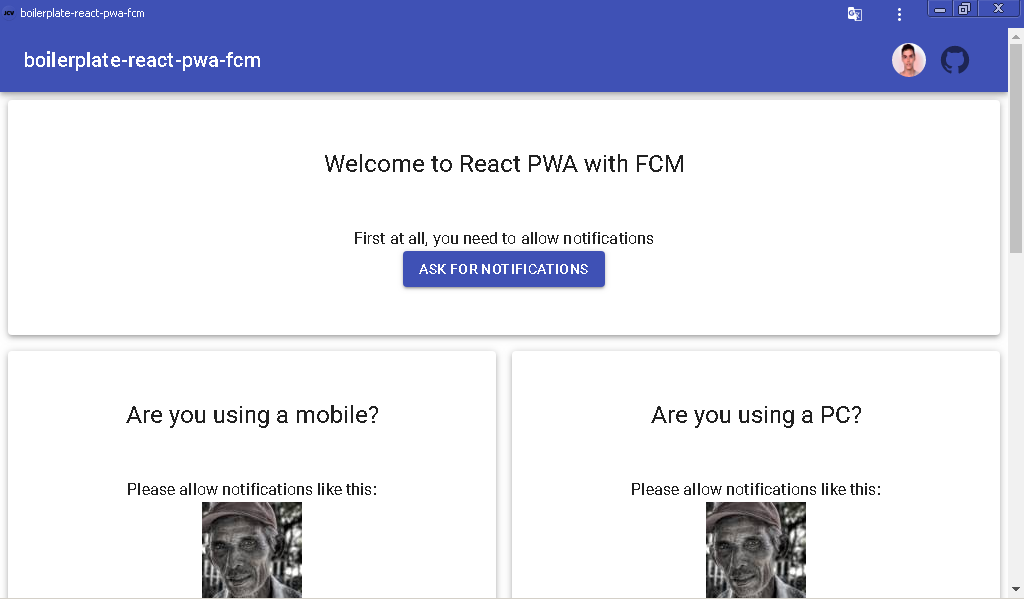 JCV boilerplate-react-pwa-fcm
boilerplate-react-pwa-fcm
Welcome to React PWA with FCM
First at all, you need to allow notifications
ASK FOR NOTIFICATIONS
Are you using a mobile?
Please allow notifications like this:
Are you using a PC?
Please allow notifications like this: